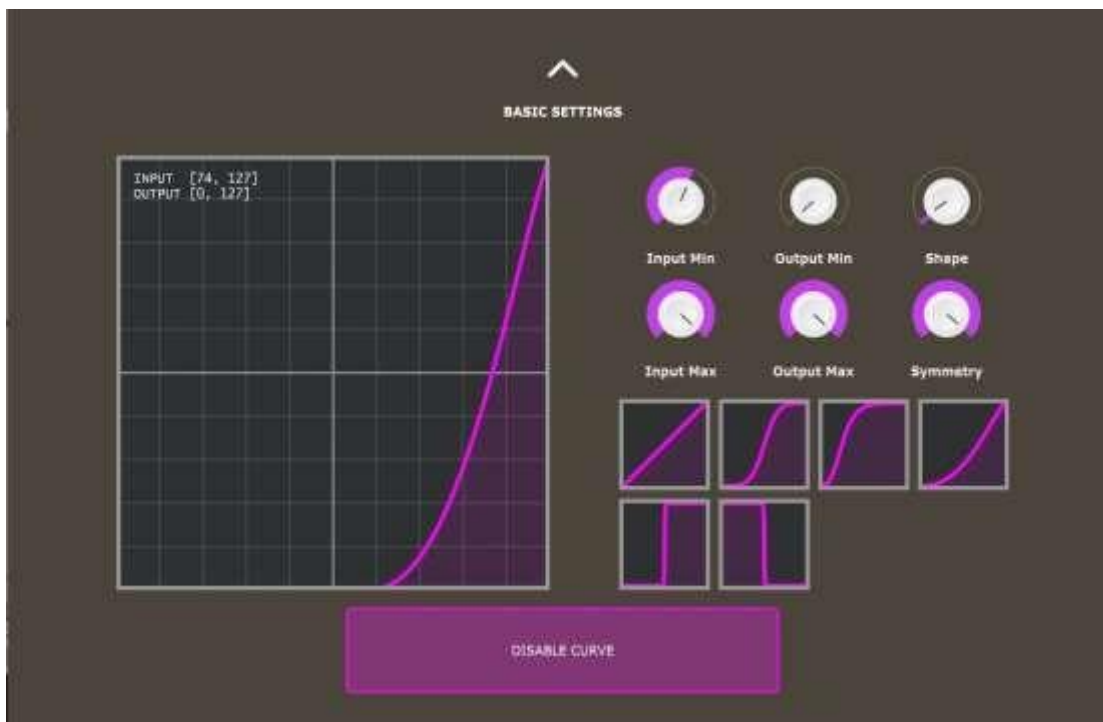 BASIC SETTINGS
INPUT [74, 127]
OUTPUT [0, 127]
Input Min
Output Min
Shape
Input Max
Output Max
Symmetry
DISABLE CURVE